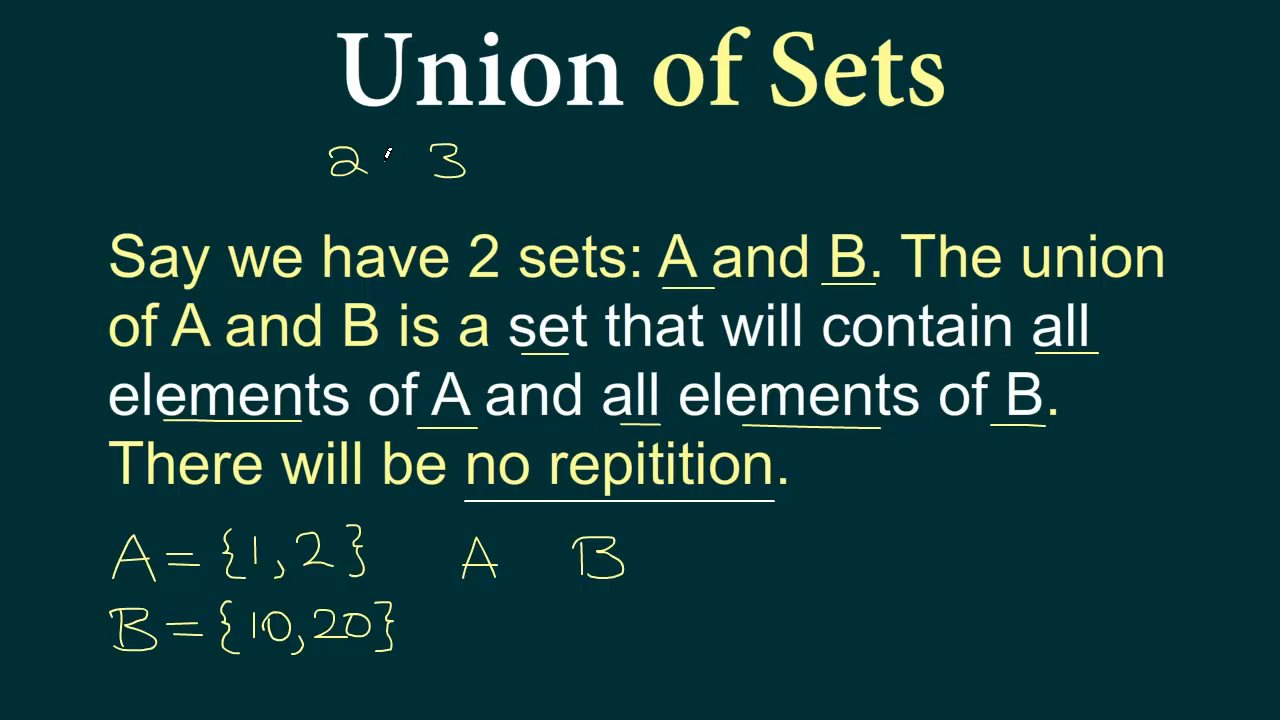 Union of Sets
2 3
Say we have 2 sets: A and B. The union
of A and B is a set that will contain all
elements of A and all elements of B.
There will be no repitition.
A = {1, 2} A B
B = {10, 20}